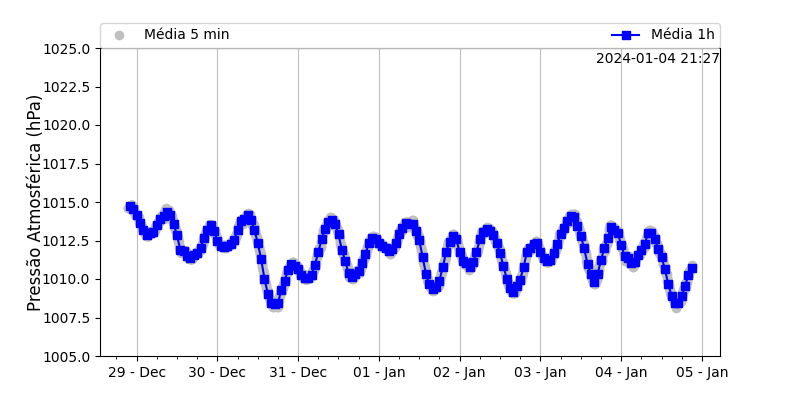 Média 5 min
Média 1h
2024-01-04 21:27
Pressão Atmosférica (hPa)
1025.0
1022.5
1020.0
1017.5
1015.0
1012.5
1010.0
1007.5
1005.0
29 - Dec
30 - Dec
31 - Dec
01 - Jan
02 - Jan
03 - Jan
04 - Jan
05 - Jan